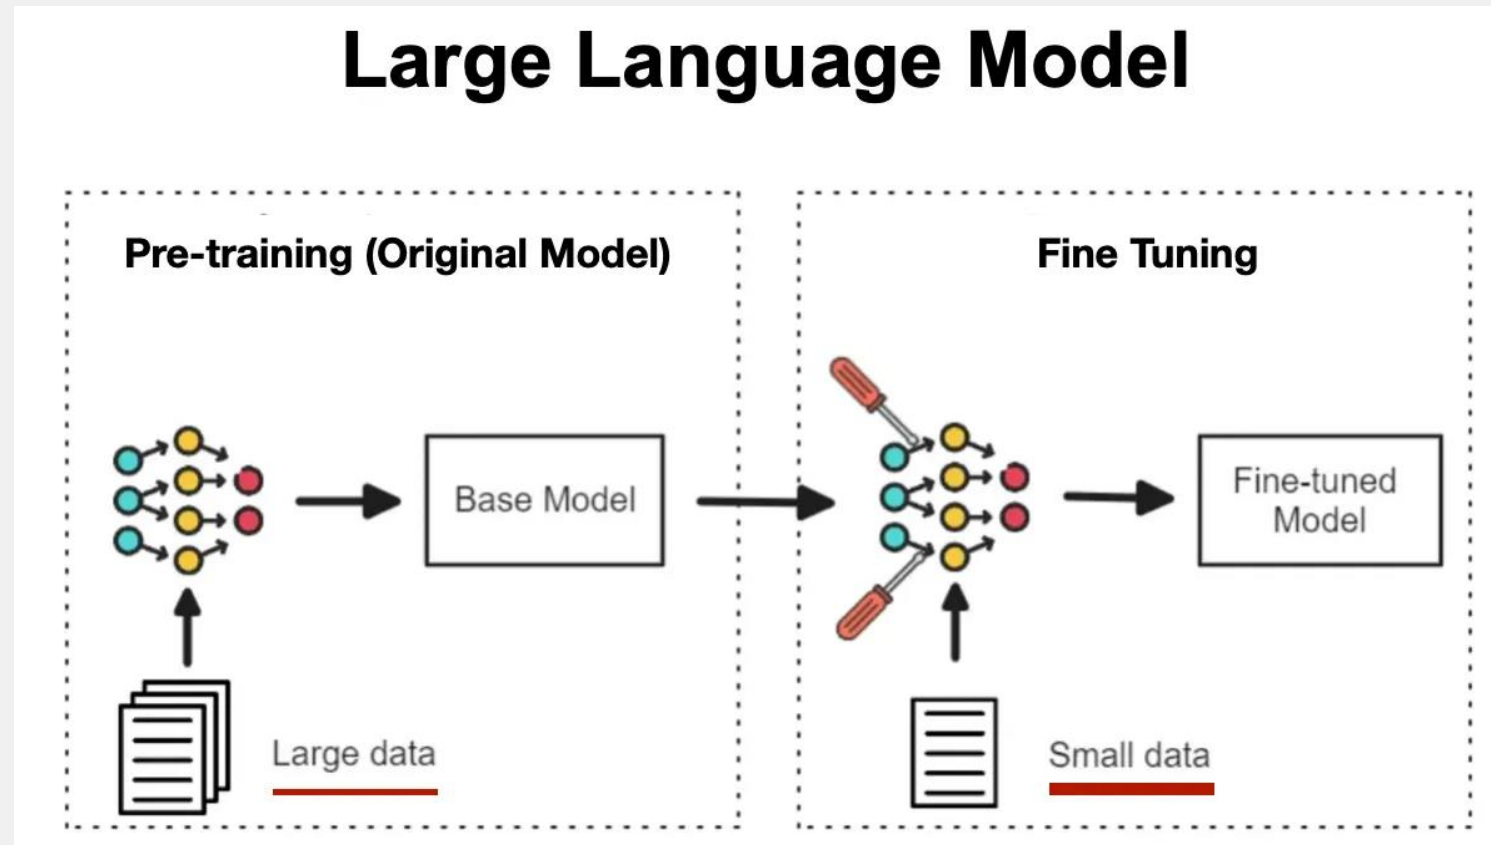 Large Language Model
Pre-training (Original Model)
Base Model
Large data
Fine Tuning
Fine-tuned
Model
Small data